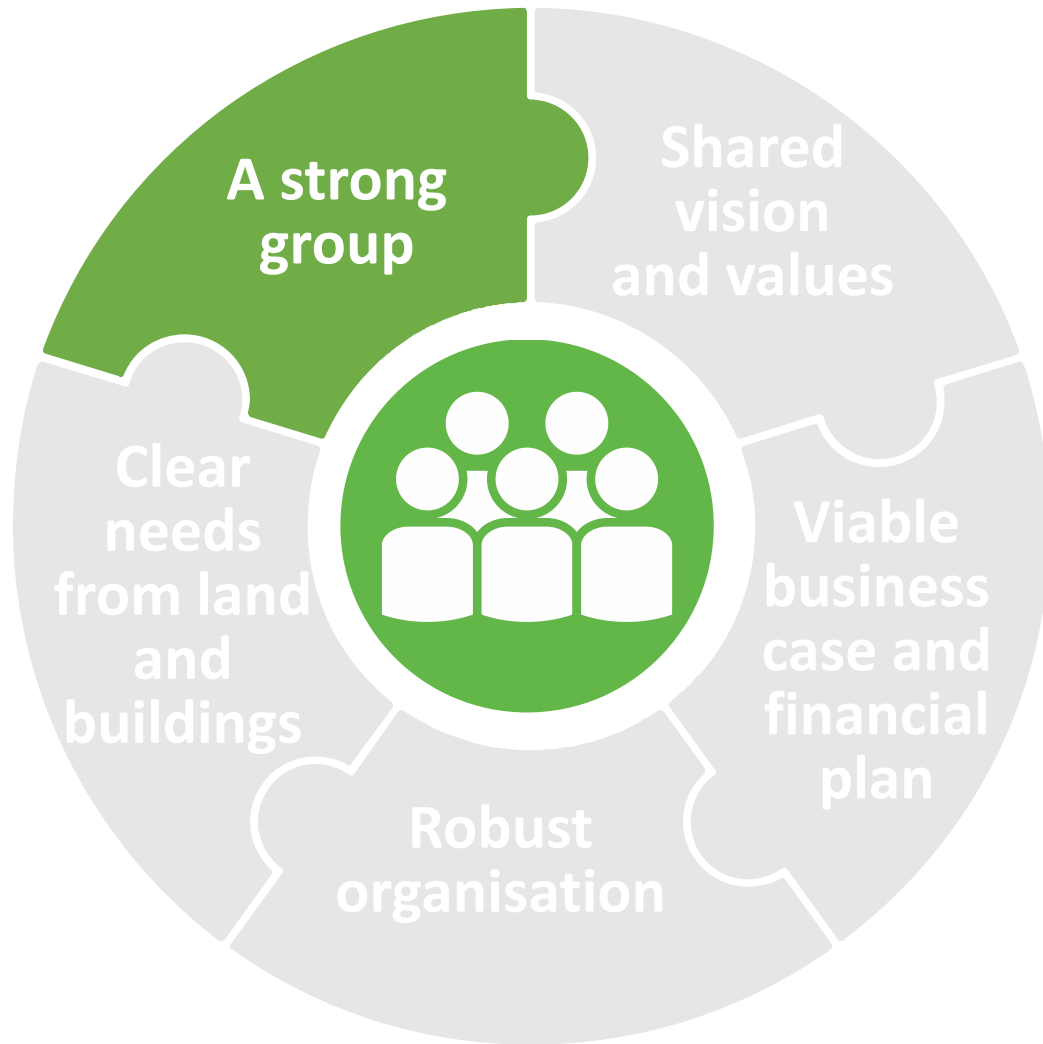 A strong
group
Shared
vision
and values
Viable
business
case and
financial
plan
Robust
organisation
Clear
needs
from land
and
buildings